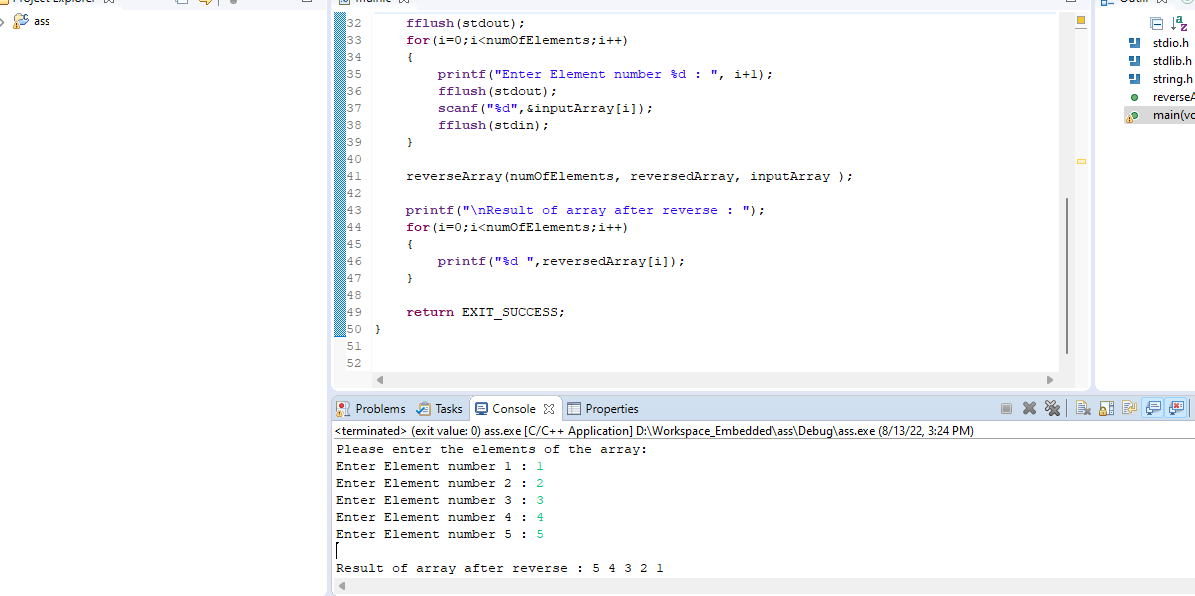 Project Explorer
ass
main.c
32 fflush(stdout);
33 for(i=0;i<numOfElements;i++)
34 {
35 printf("Enter Element number %d : ", i+1);
36 fflush(stdout);
37 scanf("%d",&inputArray[i]);
38 fflush(stdin);
39 }
40
41 reverseArray(numOfElements, reversedArray, inputArray );
42
43 printf("\nResult of array after reverse : ");
44 for(i=0;i<numOfElements;i++)
45 {
46 printf("%d ",reversedArray[i]);
47 }
48
49 return EXIT_SUCCESS;
50 }
51
52
stdio.h
stdlib.h
string.h
reverseA
main(vo
Problems Tasks Console Properties
<terminated> (exit value: 0) ass.exe [C/C++ Application] D:\Workspace_Embedded\ass\Debug\ass.exe (8/13/22, 3:24 PM)
Please enter the elements of the array:
Enter Element number 1 : 1
Enter Element number 2 : 2
Enter Element number 3 : 3
Enter Element number 4 : 4
Enter Element number 5 : 5
Result of array after reverse : 5 4 3 2 1